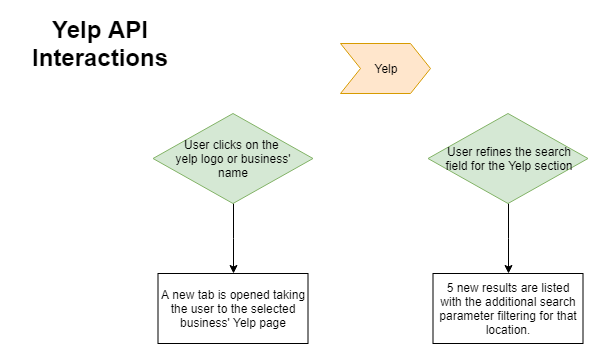 Yelp API
Interactions
Yelp
User clicks on the
yelp logo or business'
name
User refines the search
field for the Yelp section
A new tab is opened taking
the user to the selected
business' Yelp page
5 new results are listed
with the additional search
parameter filtering for that
location.